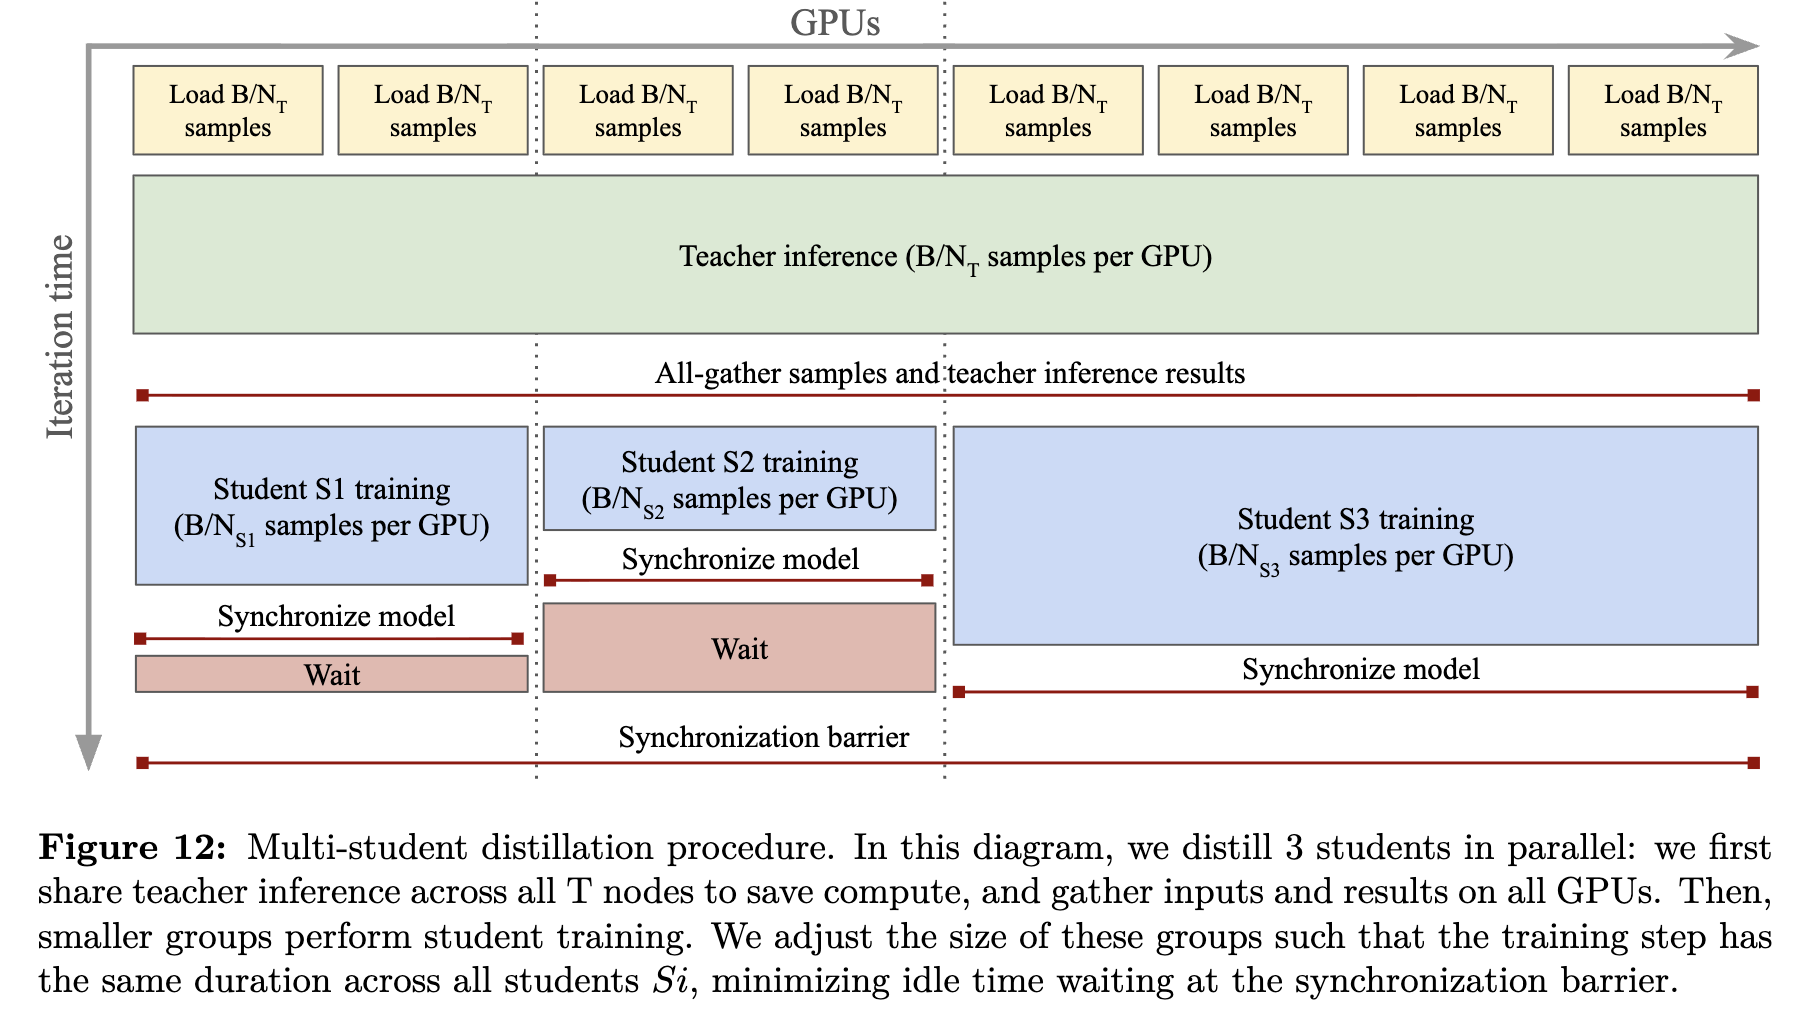 GPUs
Iteration time
Load B/N_T
samples
Load B/N_T
samples
Load B/N_T
samples
Load B/N_T
samples
Load B/N_T
samples
Load B/N_T
samples
Load B/N_T
samples
Load B/N_T
samples
Teacher inference (B/N_T samples per GPU)
All-gather samples and teacher inference results
Student S1 training
(B/N_S1 samples per GPU)
Synchronize model
Wait
Student S2 training
(B/N_S2 samples per GPU)
Synchronize model
Wait
Student S3 training
(B/N_S3 samples per GPU)
Synchronize model
Synchronization barrier
Figure 12: Multi-student distillation procedure. In this diagram, we distill 3 students in parallel: we first
share teacher inference across all T nodes to save compute, and gather inputs and results on all GPUs. Then,
smaller groups perform student training. We adjust the size of these groups such that the training step has
the same duration across all students Si, minimizing idle time waiting at the synchronization barrier.